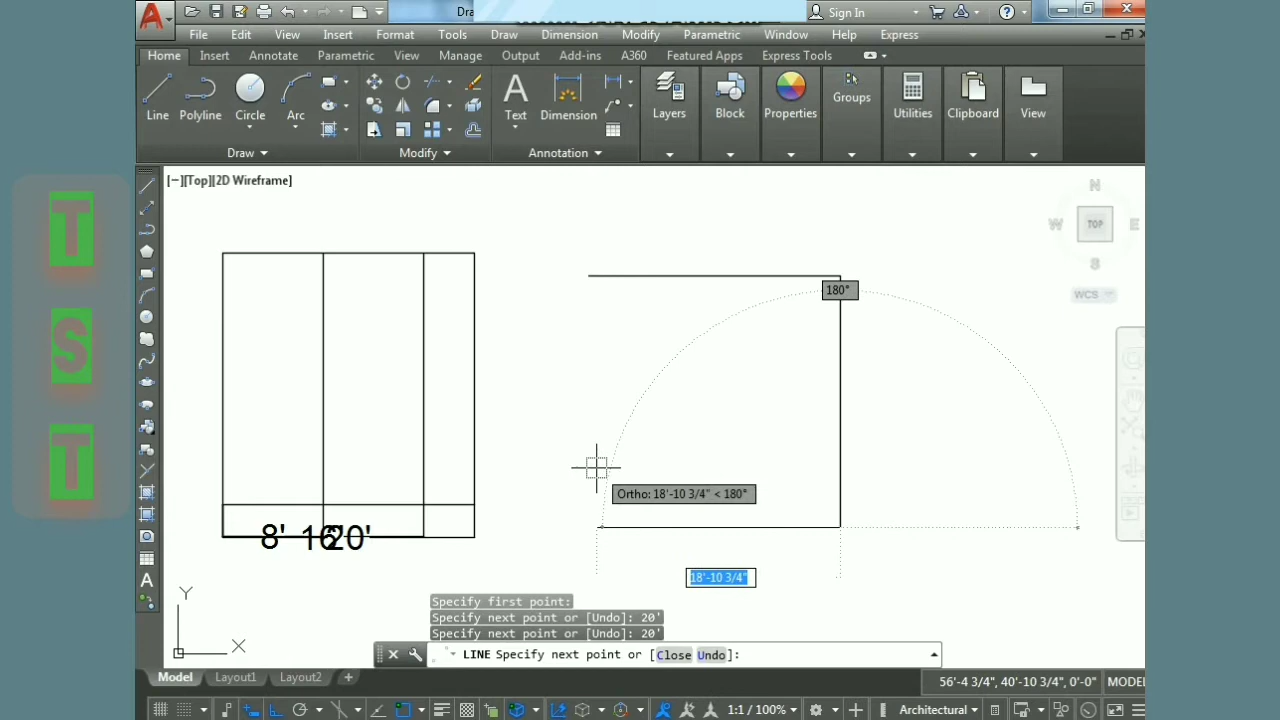 Dra
Sign In
File Edit View Insert Format Tools Draw Dimension Modify Parametric Window Help Express
Home Insert Annotate Parametric View Manage Output Add-ins A360 Featured Apps Express Tools
Line Polyline Circle Arc Text Dimension Layers Block Properties Groups Utilities Clipboard View
Draw Modify Annotation
[−][Top][2D Wireframe]
N
W TOP E
S
WCS
T
S
T
180°
Ortho: 18'-10 3/4" < 180°
8' 16' 20'
18'-10 3/4"
Y
X
Specify first point:
Specify next point or [Undo]: 20'
Specify next point or [Undo]: 20'
LINE Specify next point or [Close Undo]:
Model Layout1 Layout2 +
56'-4 3/4", 40'-10 3/4", 0'-0" MODEL
1:1 / 100% Architectural